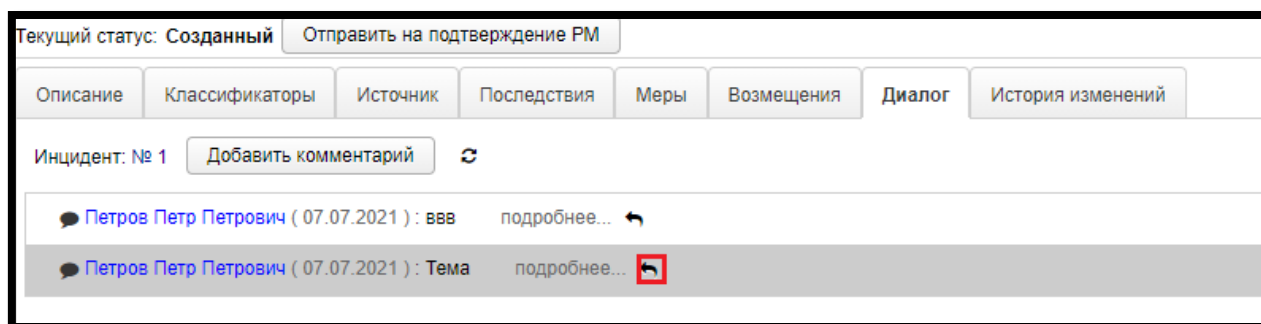 Текущий статус: Созданный Отправить на подтверждение РМ
Описание Классификаторы Источник Последствия Меры Возмещения Диалог История изменений
Инцидент: № 1 Добавить комментарий
Петров Петр Петрович ( 07.07.2021 ) : ввв подробнее...
Петров Петр Петрович ( 07.07.2021 ) : Тема подробнее...